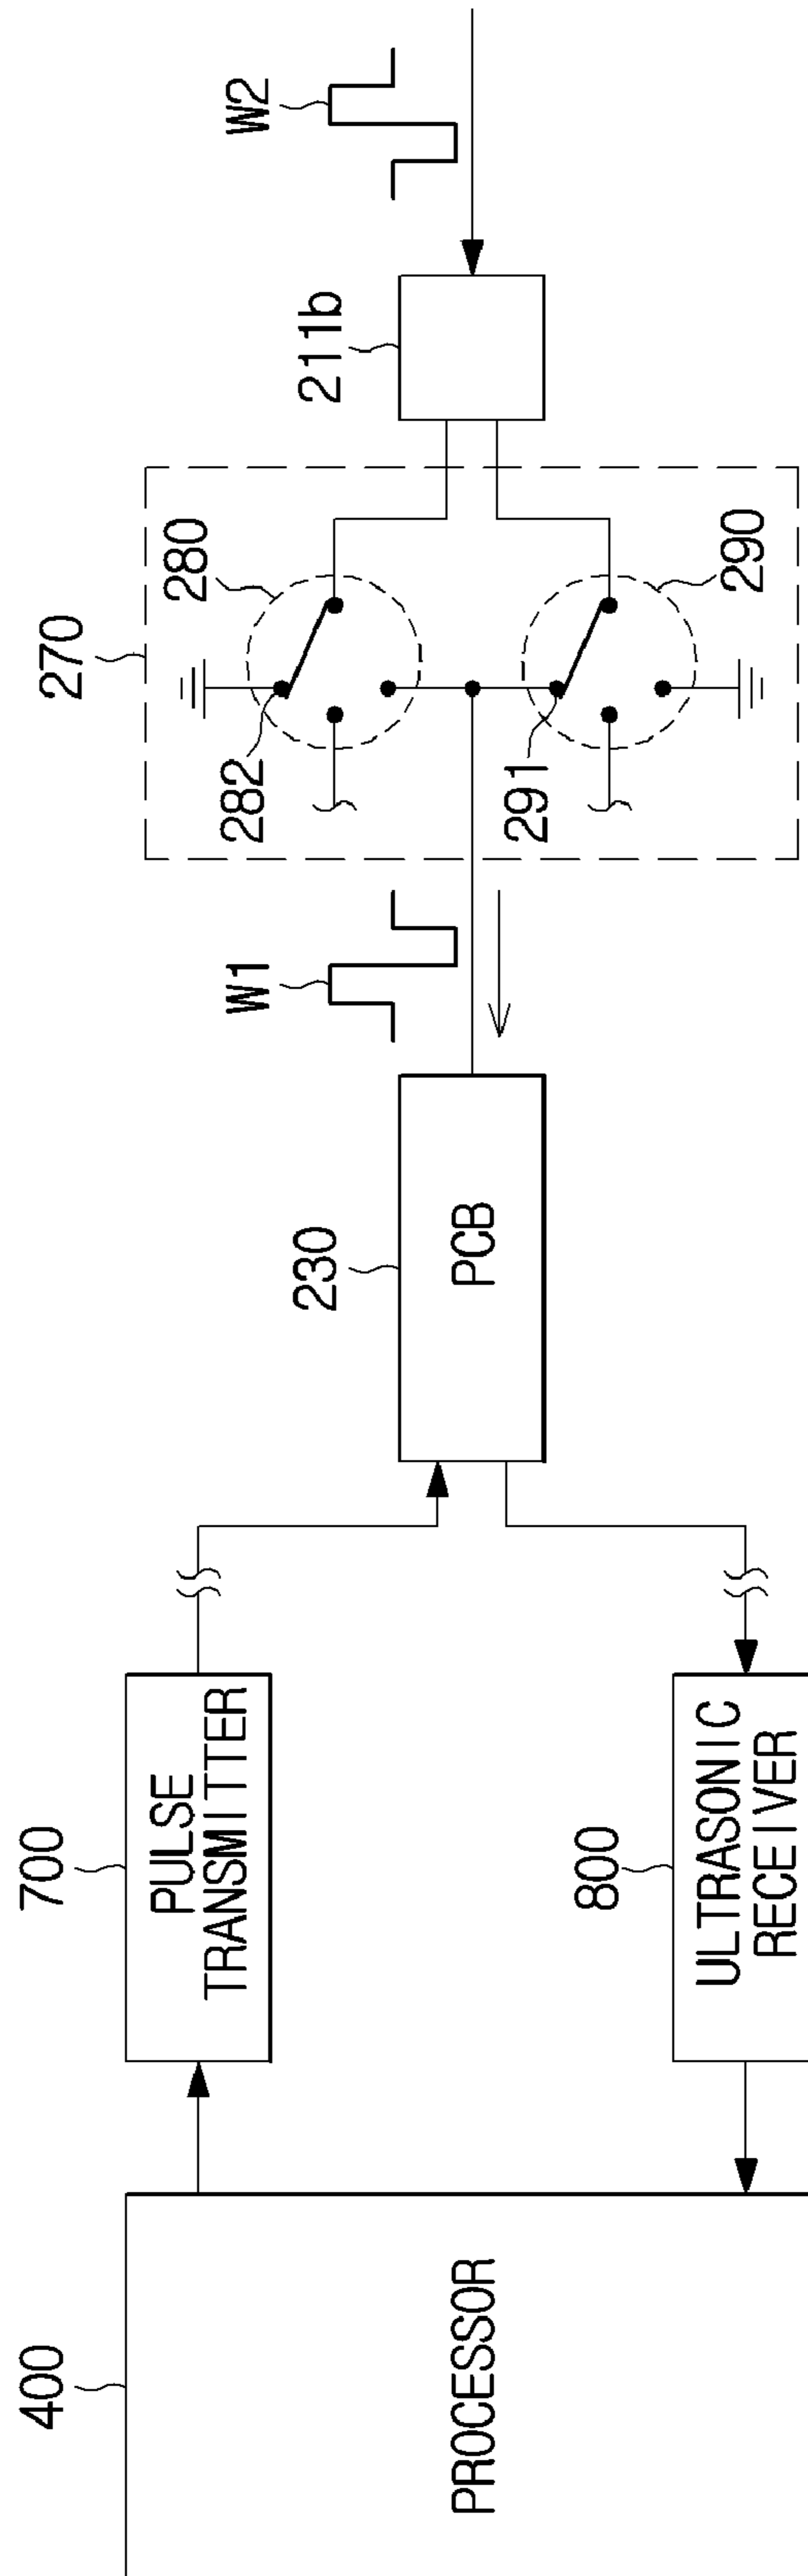 400
PROCESSOR
700
PULSE
TRANSMITTER
800
ULTRASONIC
RECEIVER
230
PCB
W1
270
280
282
290
291
211b
W2